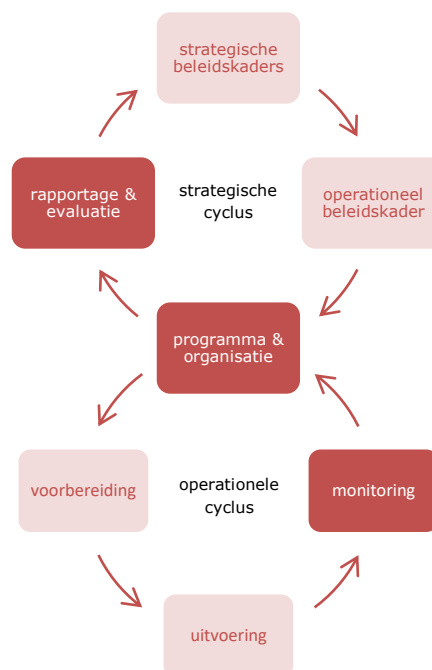 strategische
beleidskaders
rapportage &
evaluatie
strategische
cyclus
operationeel
beleidskader
programma &
organisatie
voorbereiding
operationele
cyclus
monitoring
uitvoering